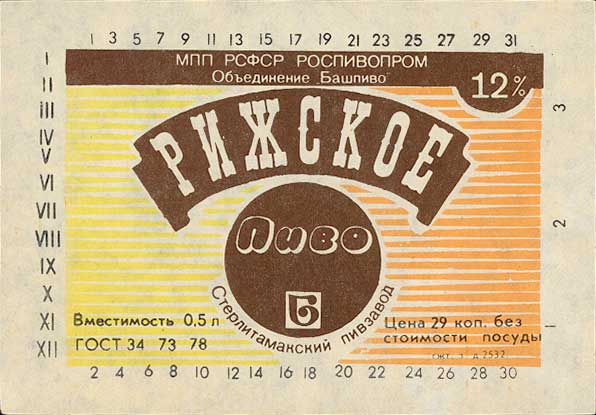 1 3 5 7 9 11 13 15 17 19 21 23 25 27 29 31
МПП РСФСР РОСПИВОПРОМ
Объединение „Башпиво"
12%
I
II
III
IV
V
VI
VII
VIII
IX
X
XI
XII
РИЖСКОЕ
Пиво
Б
Стерлитамакский пивзавод
Вместимость 0,5 л
ГОСТ 34 73 78
Цена 29 коп. без
стоимости посуды
3
2
1
2 4 6 8 9 10 12 14 16 18 20 22 24 26 28 30